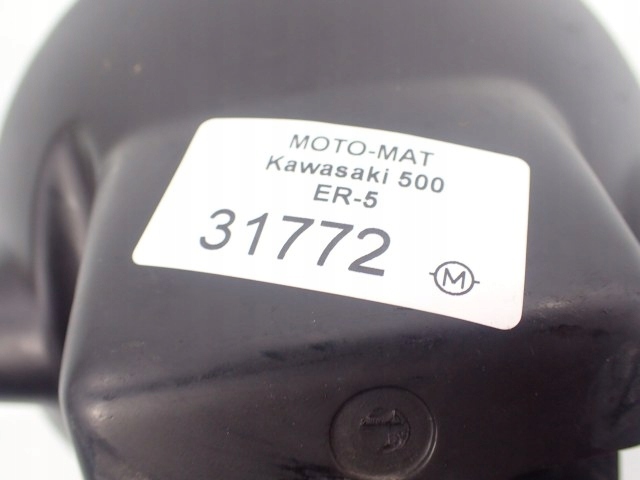 MOTO-MAT
Kawasaki 500
ER-5
31772
M